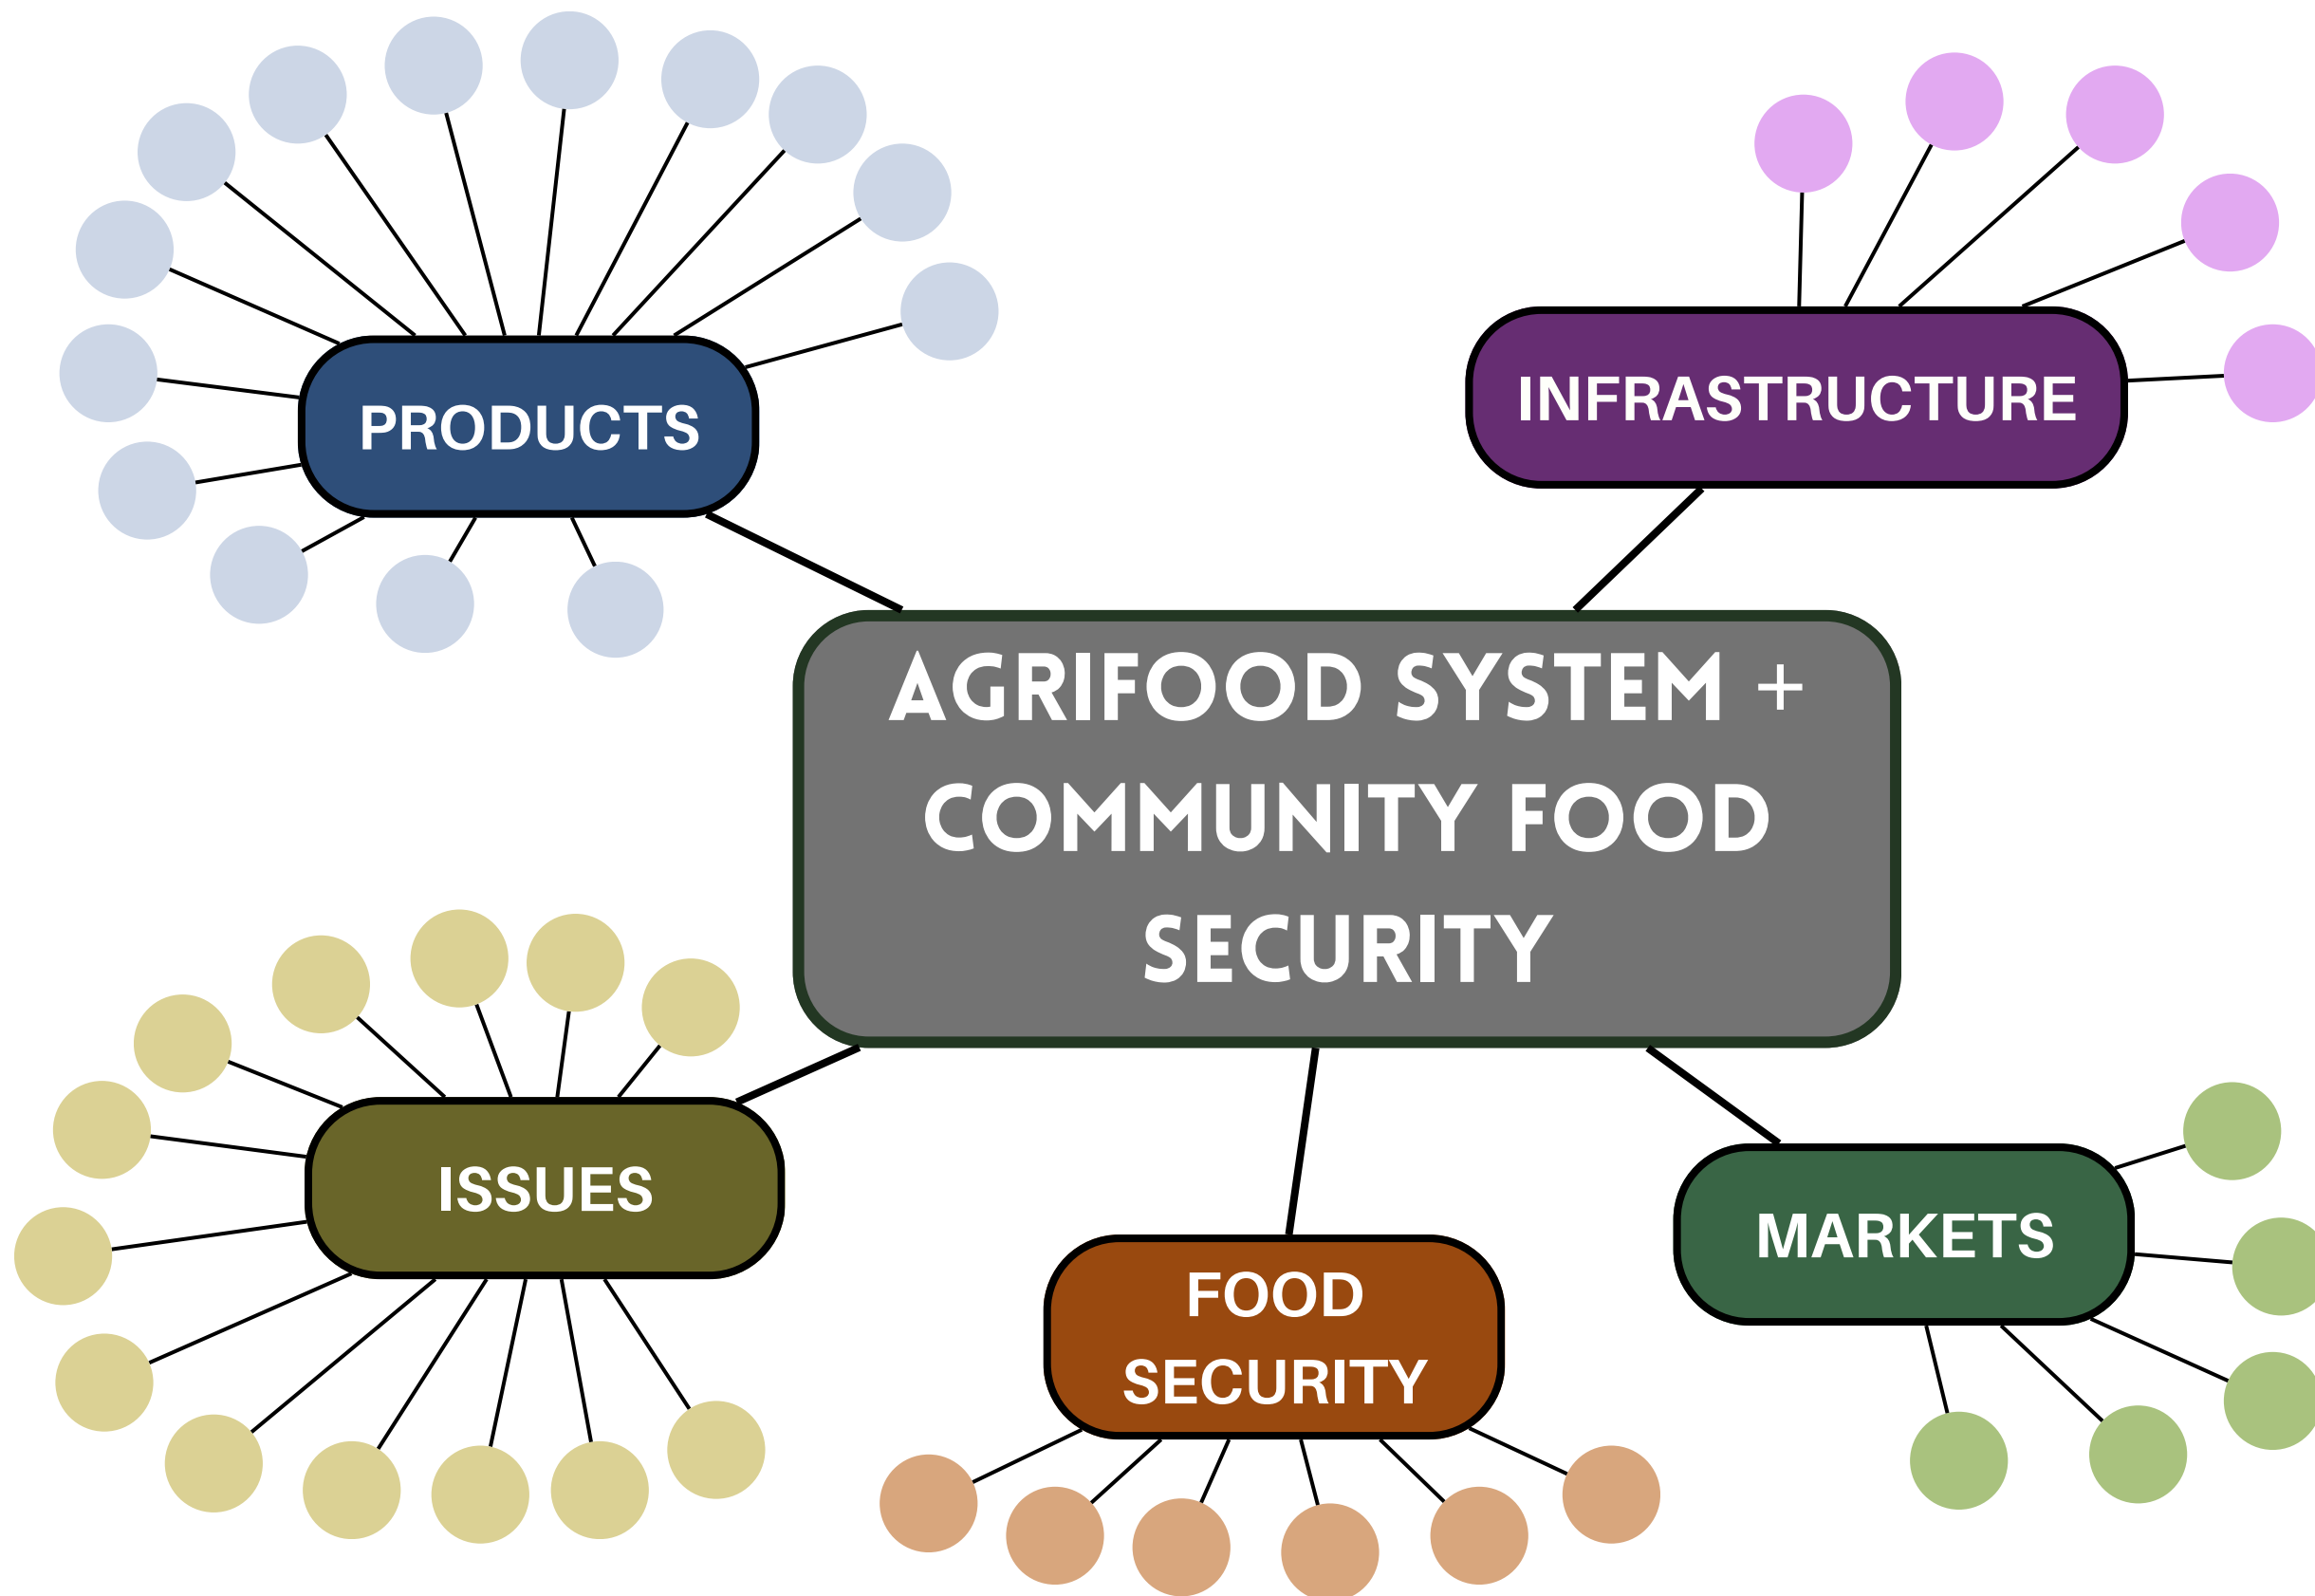 PRODUCTS
INFRASTRUCTURE
AGRIFOOD SYSTEM +
COMMUNITY FOOD
SECURITY
ISSUES
FOOD
SECURITY
MARKETS